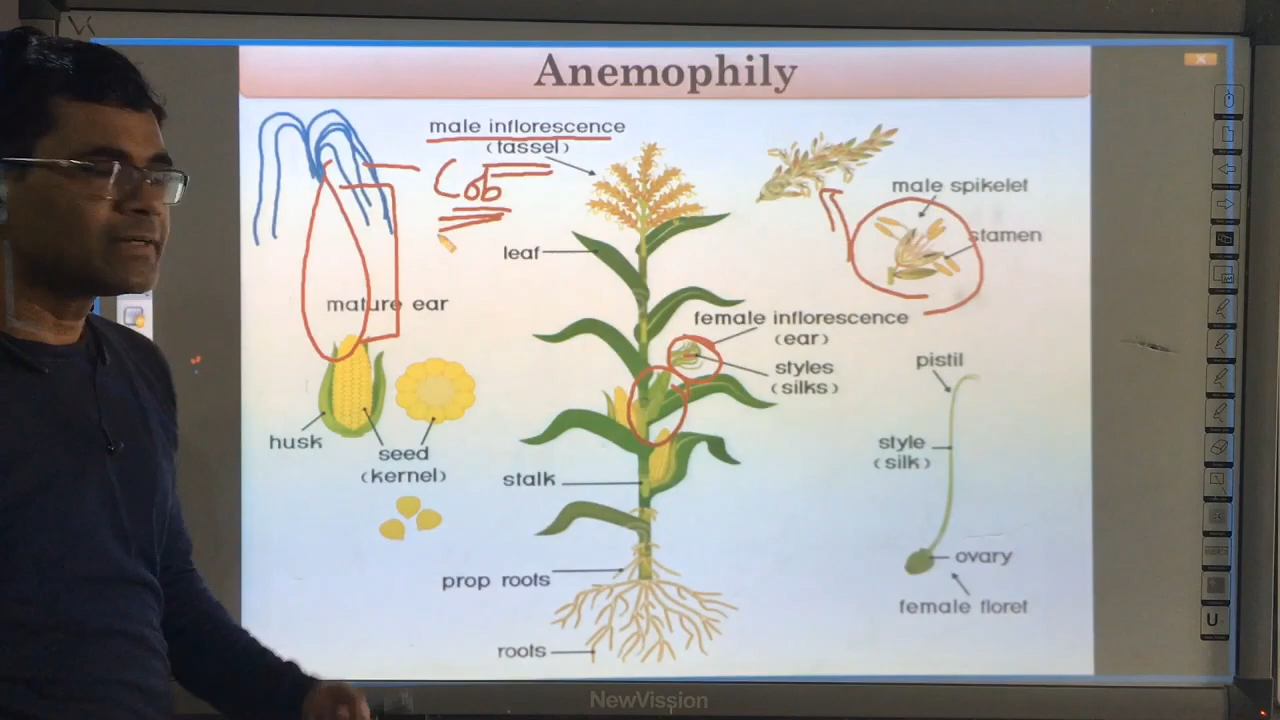 Anemophily
male inflorescence
(tassel)
Cob
male spikelet
stamen
leaf
mature ear
female inflorescence
(ear)
styles
(silks)
pistil
husk
seed
(kernel)
style
(silk)
stalk
ovary
prop roots
female floret
roots
NewVission
U